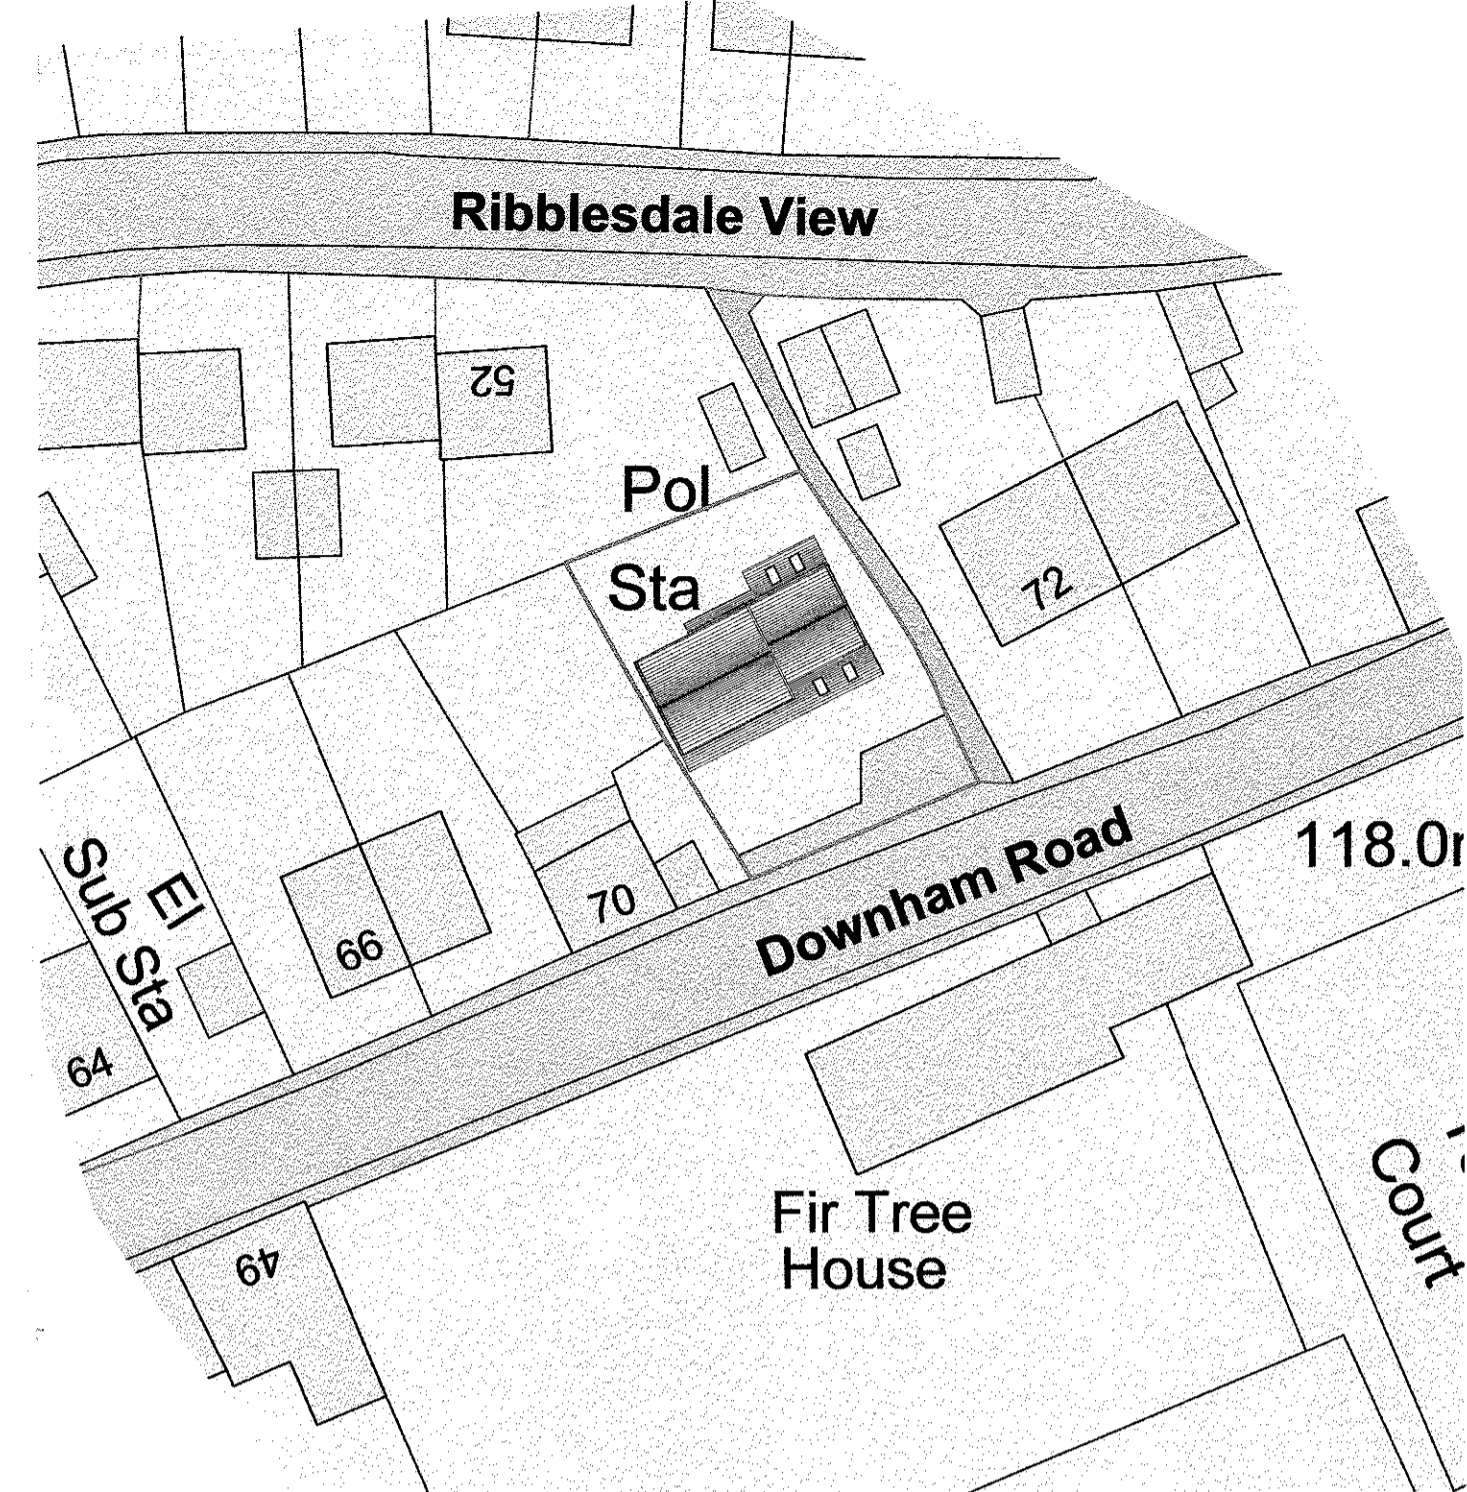 Ribblesdale View
52
Pol
Sta
72
El
Sub Sta
66
70
Downham Road
118.0
64
49
Fir Tree
House
Court